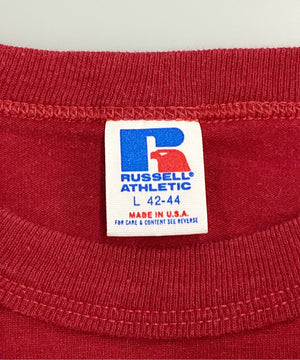 R
RUSSELL®
ATHLETIC
L 42-44
MADE IN U.S.A.
FOR CARE & CONTENT SEE REVERSE